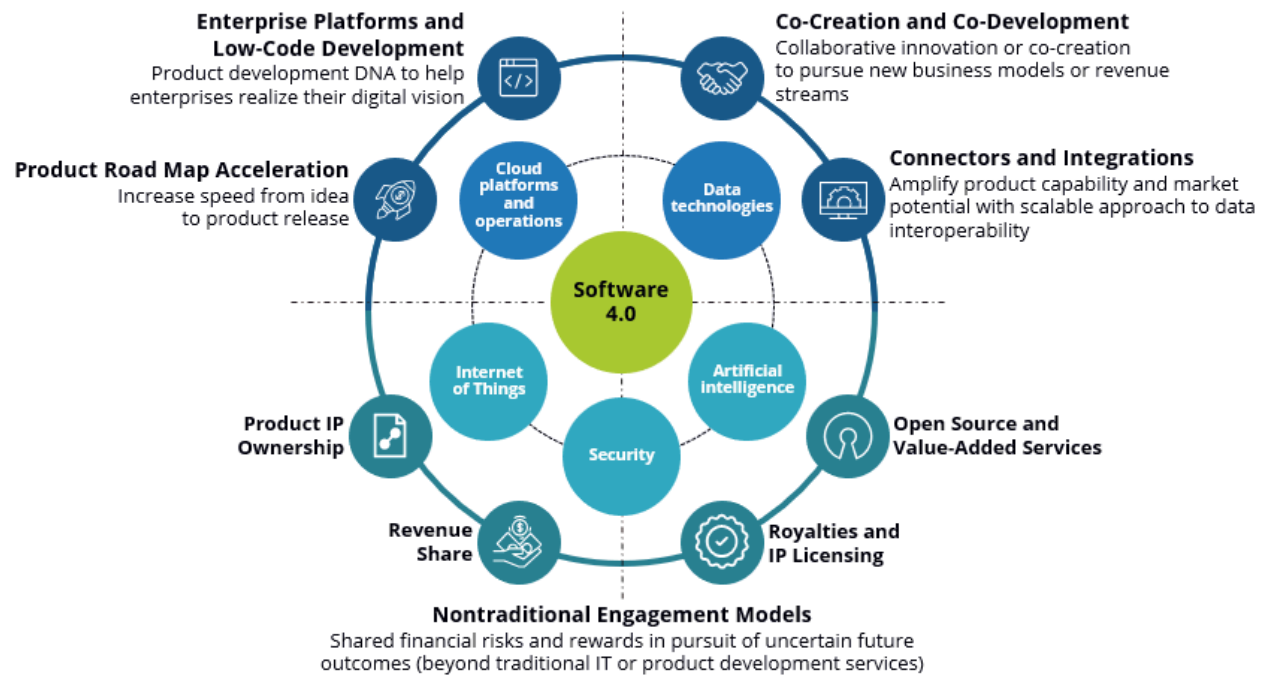 Enterprise Platforms and
Low-Code Development
Product development DNA to help
enterprises realize their digital vision
Co-Creation and Co-Development
Collaborative innovation or co-creation
to pursue new business models or revenue
streams
Product Road Map Acceleration
Increase speed from idea
to product release
Connectors and Integrations
Amplify product capability and market
potential with scalable approach to data
interoperability
Cloud
platforms
and
operations
Data
technologies
Software
4.0
Internet
of Things
Artificial
intelligence
Security
Product IP
Ownership
Open Source and
Value-Added Services
Revenue
Share
Royalties and
IP Licensing
Nontraditional Engagement Models
Shared financial risks and rewards in pursuit of uncertain future
outcomes (beyond traditional IT or product development services)